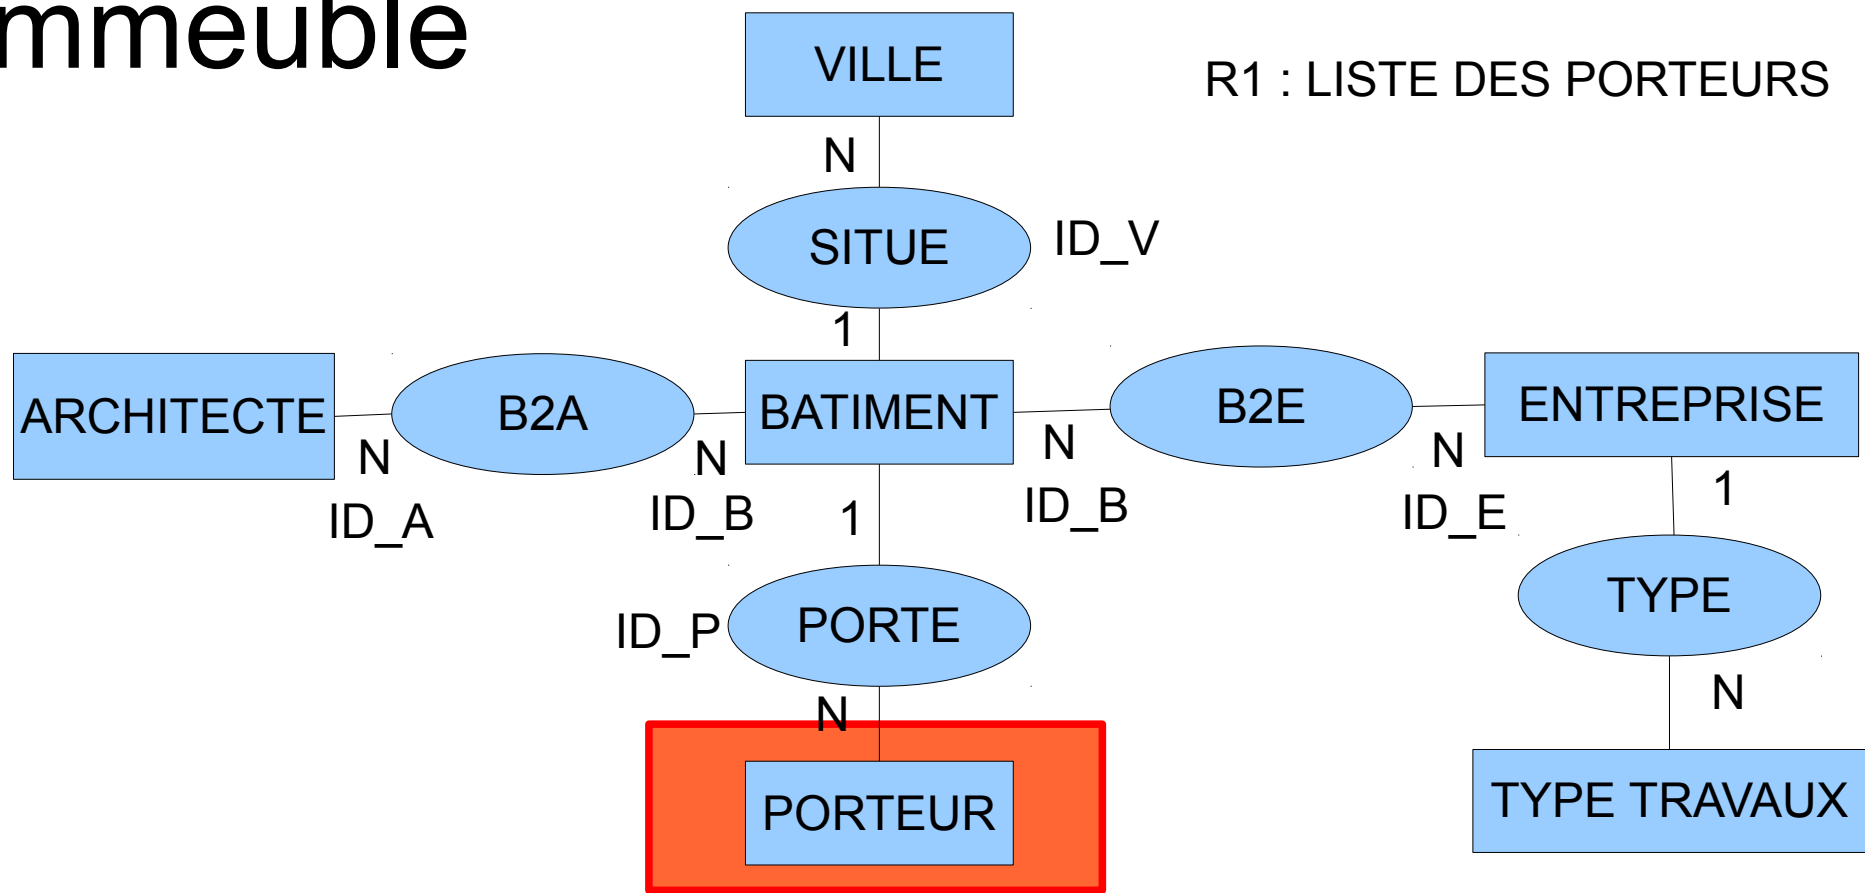 mmeuble
VILLE
R1 : LISTE DES PORTEURS
N
SITUE
ID_V
1
ARCHITECTE
B2A
BATIMENT
B2E
ENTREPRISE
N
N
N
N
ID_A
ID_B
1
ID_B
ID_E
1
ID_P
PORTE
TYPE
N
N
PORTEUR
TYPE TRAVAUX